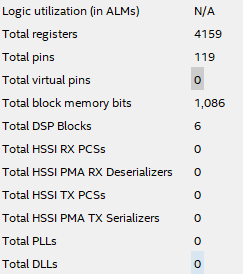 Logic utilization (in ALMs) N/A
Total registers 4159
Total pins 119
Total virtual pins 0
Total block memory bits 1,086
Total DSP Blocks 6
Total HSSI RX PCSs 0
Total HSSI PMA RX Deserializers 0
Total HSSI TX PCSs 0
Total HSSI PMA TX Serializers 0
Total PLLs 0
Total DLLs 0